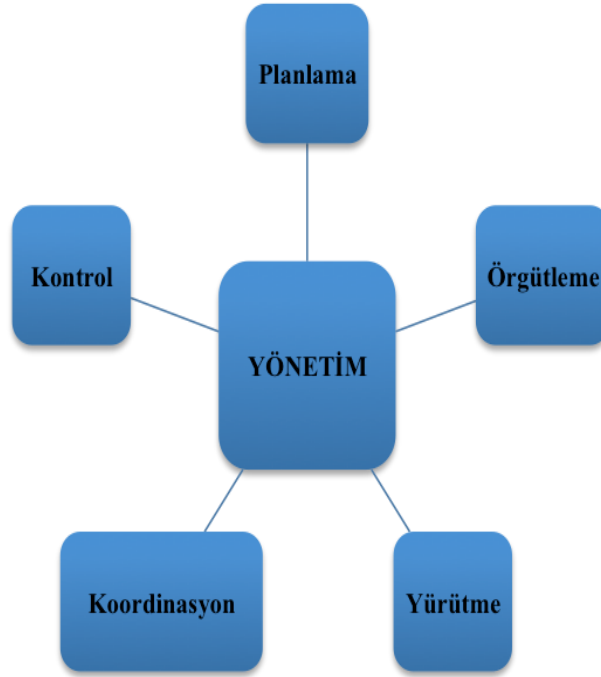 Planlama
Kontrol
Örgütleme
YÖNETİM
Koordinasyon
Yürütme